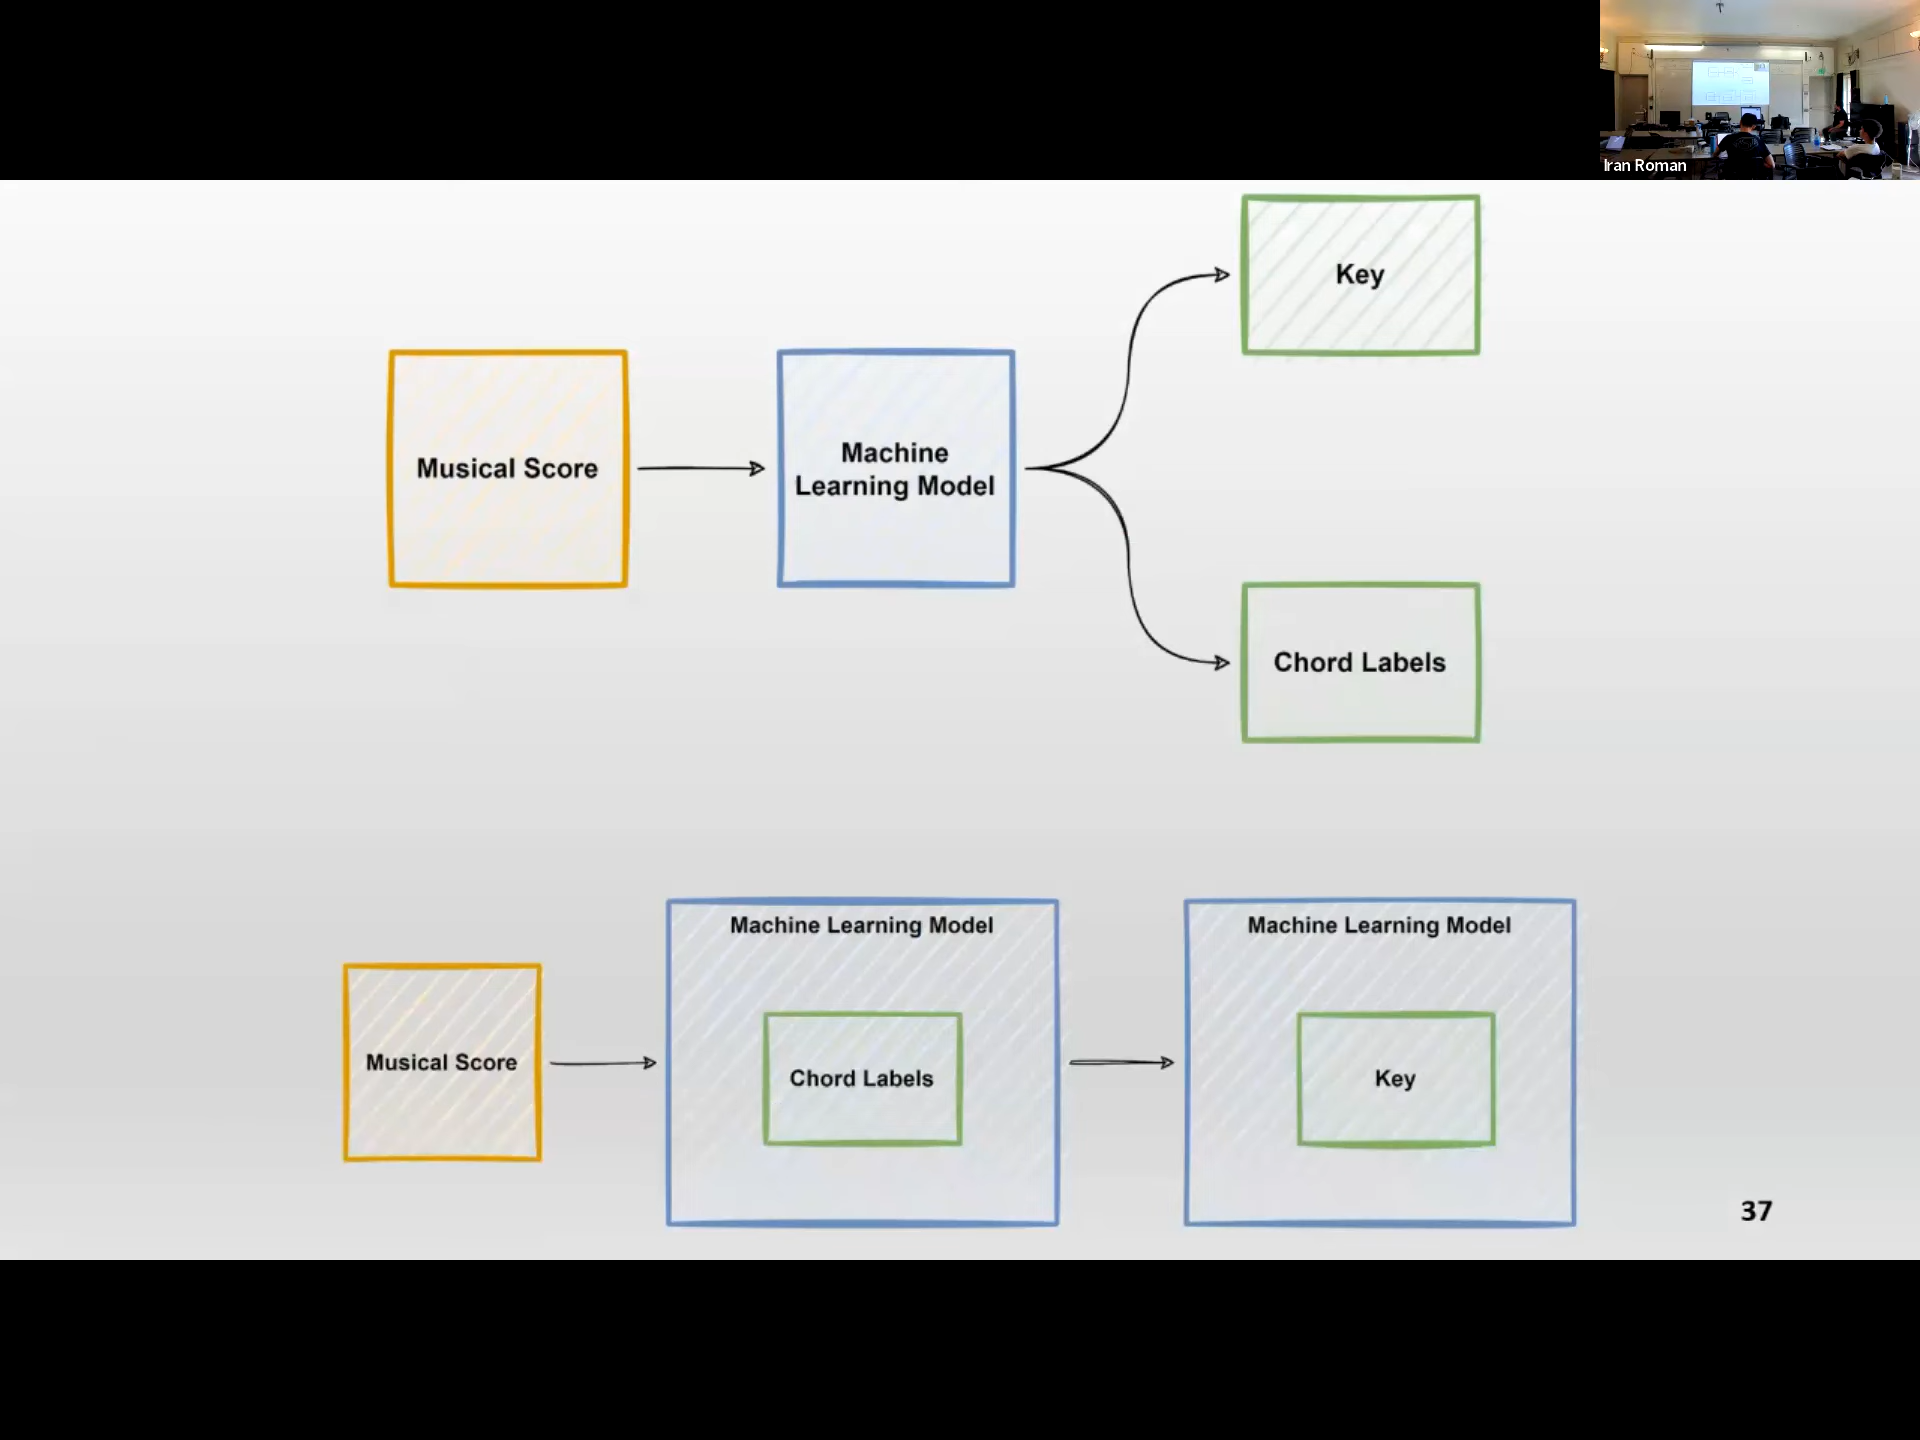 Iran Roman
Key
Musical Score
Machine
Learning Model
Chord Labels
Machine Learning Model
Machine Learning Model
Musical Score
Chord Labels
Key
37